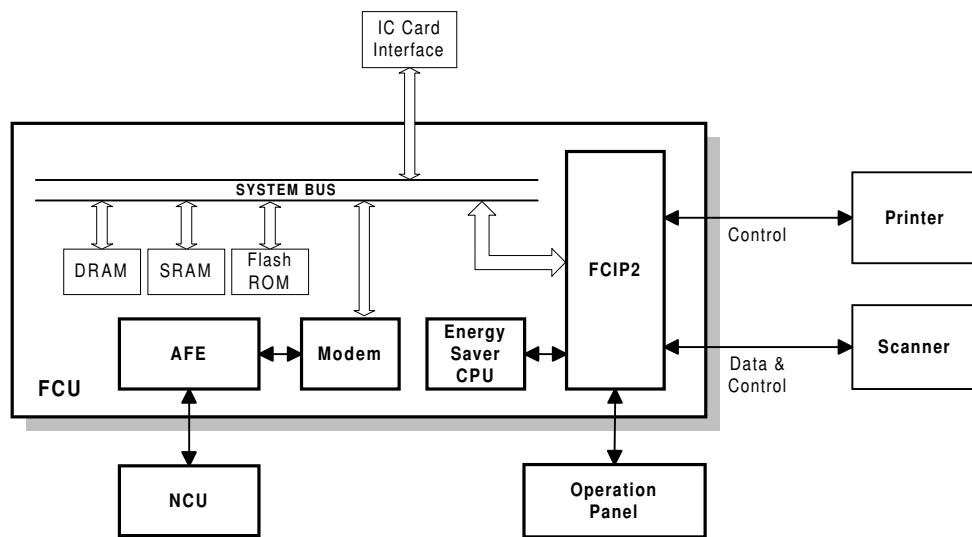 IC Card
Interface
SYSTEM BUS
DRAM
SRAM
Flash
ROM
FCIP2
Control
Printer
AFE
Modem
Energy
Saver
CPU
Data &
Control
Scanner
FCU
NCU
Operation
Panel